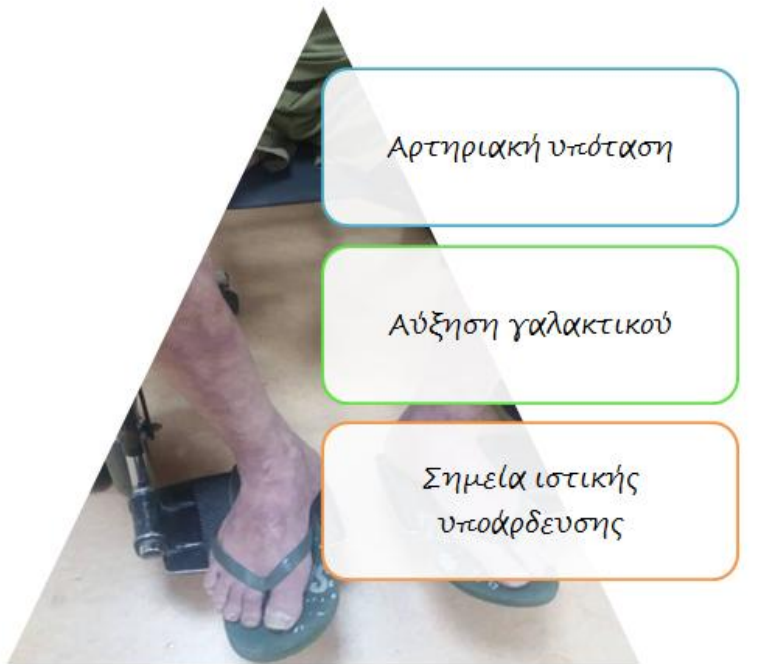 Αρτηριακή υπόταση
Αύξηση γαλακτικού
Σημεία ιστικής
υποάρδευσης